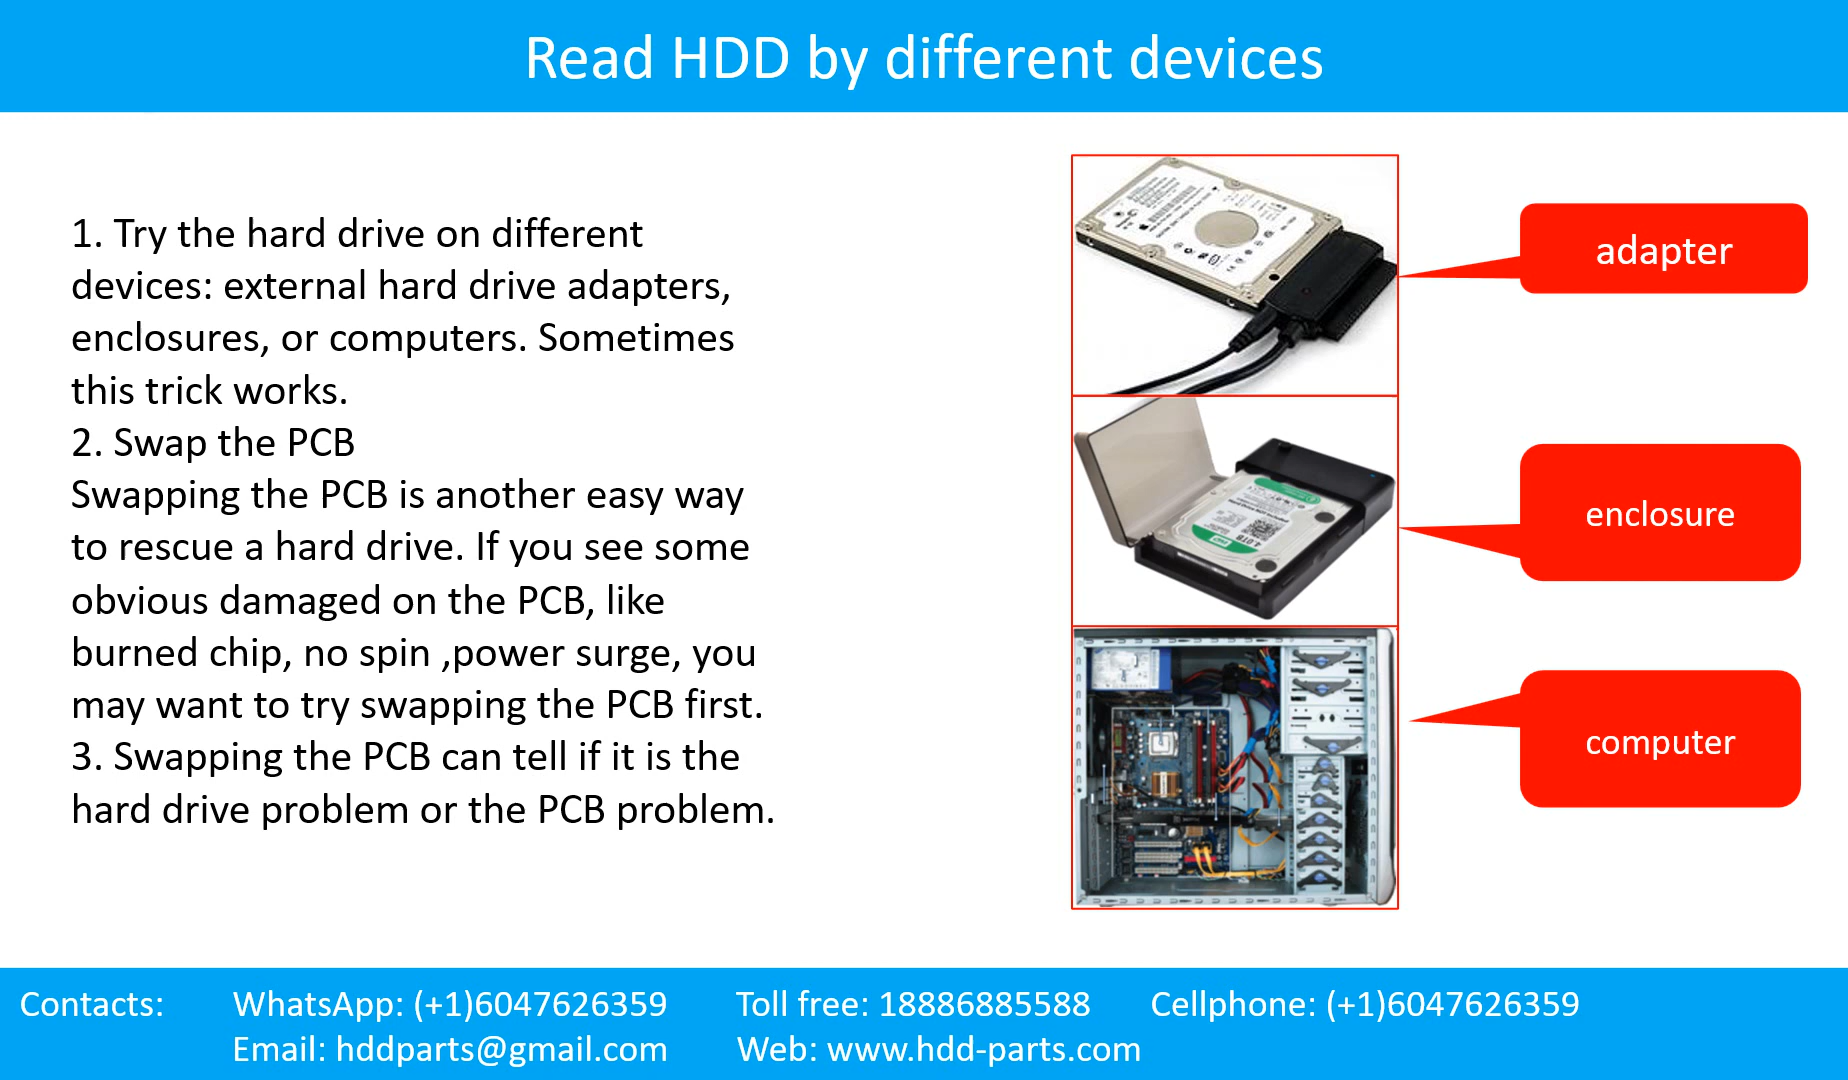 Read HDD by different devices
1. Try the hard drive on different
devices: external hard drive adapters,
enclosures, or computers. Sometimes
this trick works.
2. Swap the PCB
Swapping the PCB is another easy way
to rescue a hard drive. If you see some
obvious damaged on the PCB, like
burned chip, no spin ,power surge, you
may want to try swapping the PCB first.
3. Swapping the PCB can tell if it is the
hard drive problem or the PCB problem.
adapter
4.0TB
enclosure
computer
Contacts: WhatsApp: (+1)6047626359 Toll free: 18886885588 Cellphone: (+1)6047626359
Email: hddparts@gmail.com Web: www.hdd-parts.com